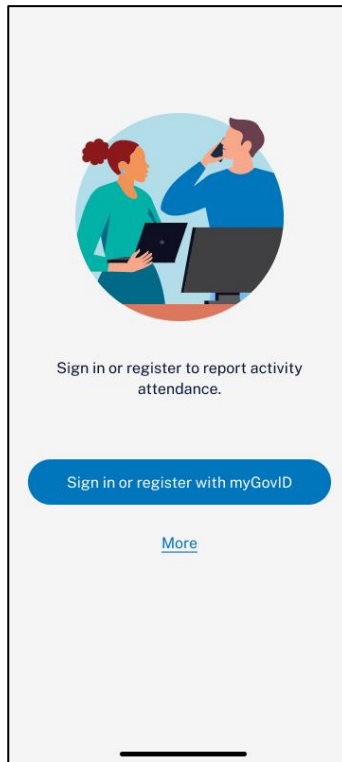 Sign in or register to report activity
attendance.
Sign in or register with myGovID
More